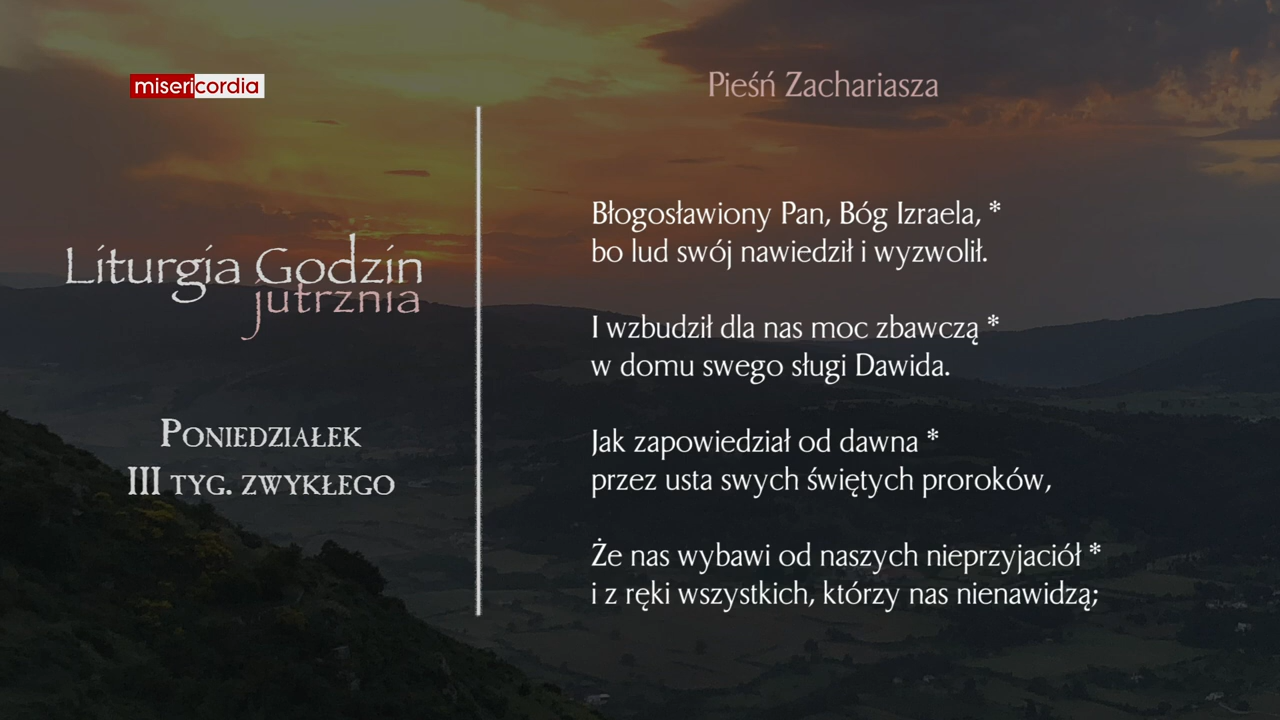 misericordia
Liturgia Godzin
jutrznia
Poniedziałek
III tyg. zwykłego
Pieśń Zachariasza
Błogosławiony Pan, Bóg Izraela, *
bo lud swój nawiedził i wyzwolił.
I wzbudził dla nas moc zbawczą *
w domu swego sługi Dawida.
Jak zapowiedział od dawna *
przez usta swych świętych proroków,
Że nas wybawi od naszych nieprzyjaciół *
i z ręki wszystkich, którzy nas nienawidzą;